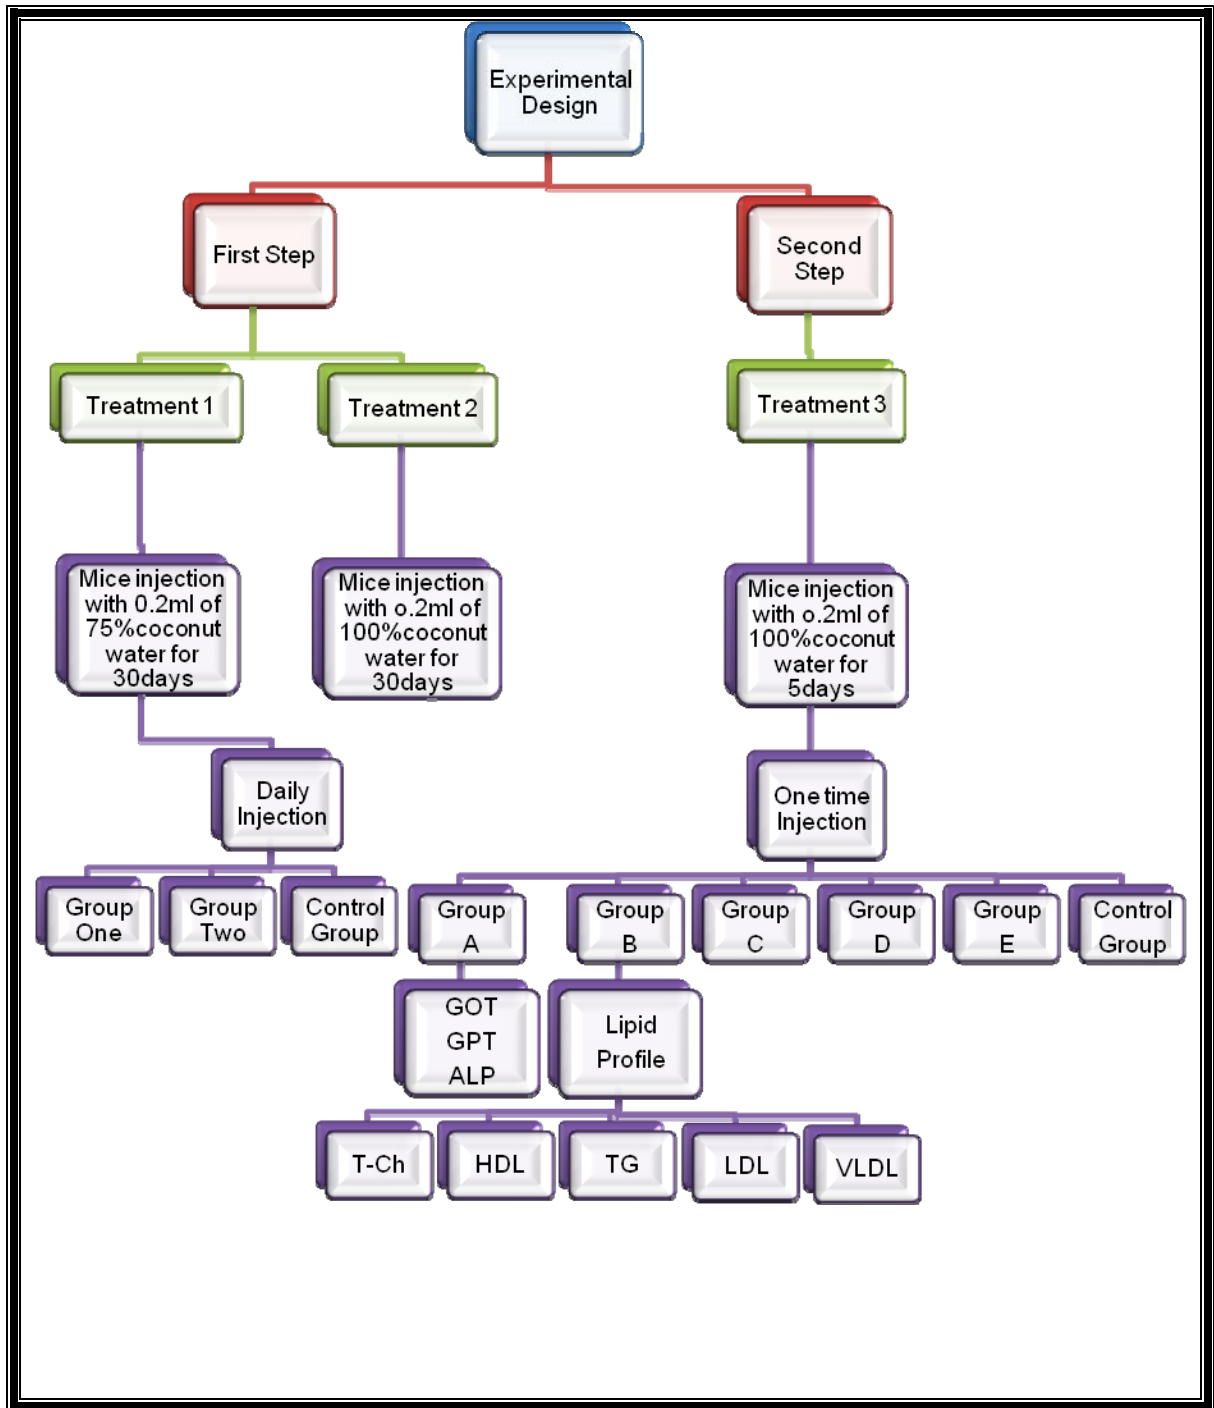 Experimental
Design
First Step
Second
Step
Treatment 1
Treatment 2
Treatment 3
Mice injection
with 0.2ml of
75%coconut
water for
30days
Mice injection
with o.2ml of
100%coconut
water for
30days
Mice injection
with o.2ml of
100%coconut
water for
5days
Daily
Injection
One time
Injection
Group
One
Group
Two
Control
Group
Group
A
Group
B
Group
C
Group
D
Group
E
Control
Group
GOT
GPT
ALP
Lipid
Profile
T-Ch
HDL
TG
LDL
VLDL